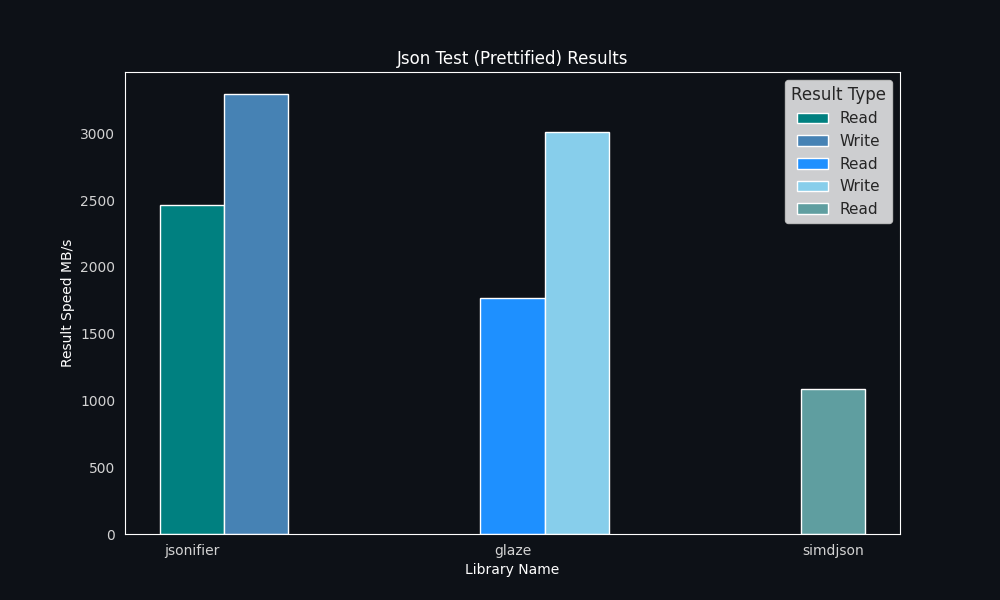 Json Test (Prettified) Results
Result Type
Read
Write
Read
Write
Read
3000
2500
2000
1500
1000
500
0
Result Speed MB/s
jsonifier
glaze
simdjson
Library Name